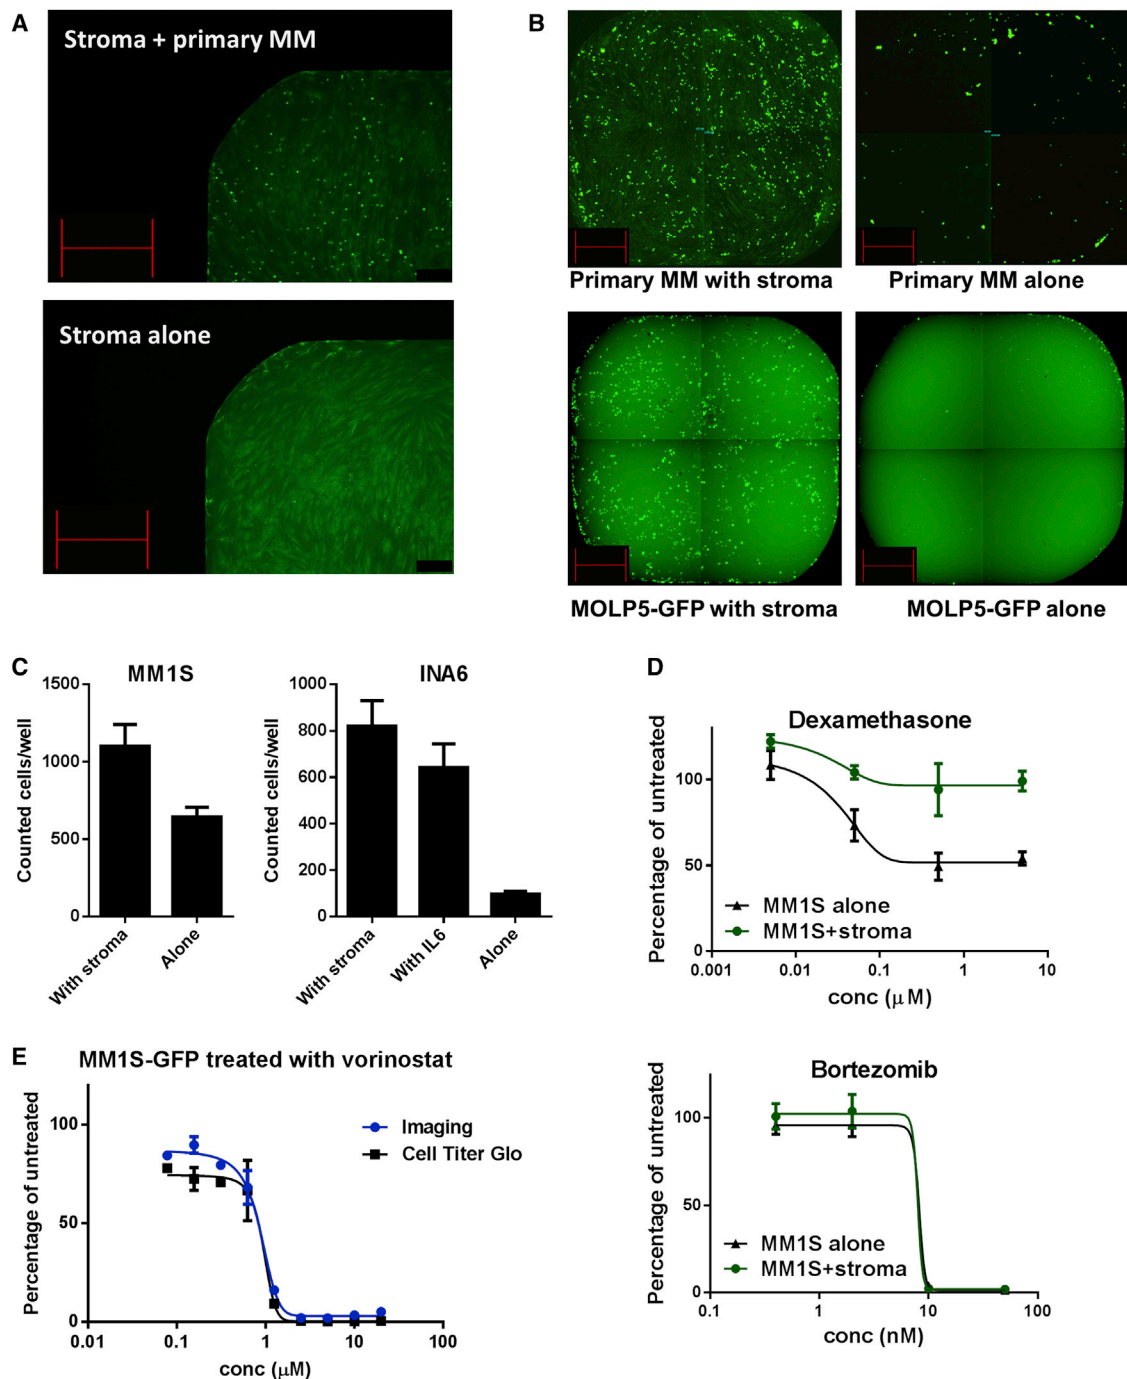 A
Stroma + primary MM
Stroma alone
B
Primary MM with stroma
Primary MM alone
MOLP5-GFP with stroma
MOLP5-GFP alone
C
MM1S
Counted cells/well
1500
1000
500
0
With stroma
Alone
INA6
Counted cells/well
1000
800
600
400
200
0
With stroma
With IL6
Alone
D
Dexamethasone
Percentage of untreated
100
50
0
MM1S alone
MM1S+stroma
0.001
0.01
0.1
1
10
conc (μM)
Bortezomib
Percentage of untreated
100
50
0
MM1S alone
MM1S+stroma
0.1
1
10
100
conc (nM)
E
MM1S-GFP treated with vorinostat
Percentage of untreated
100
50
0
Imaging
Cell Titer Glo
0.01
0.1
1
10
100
conc (μM)